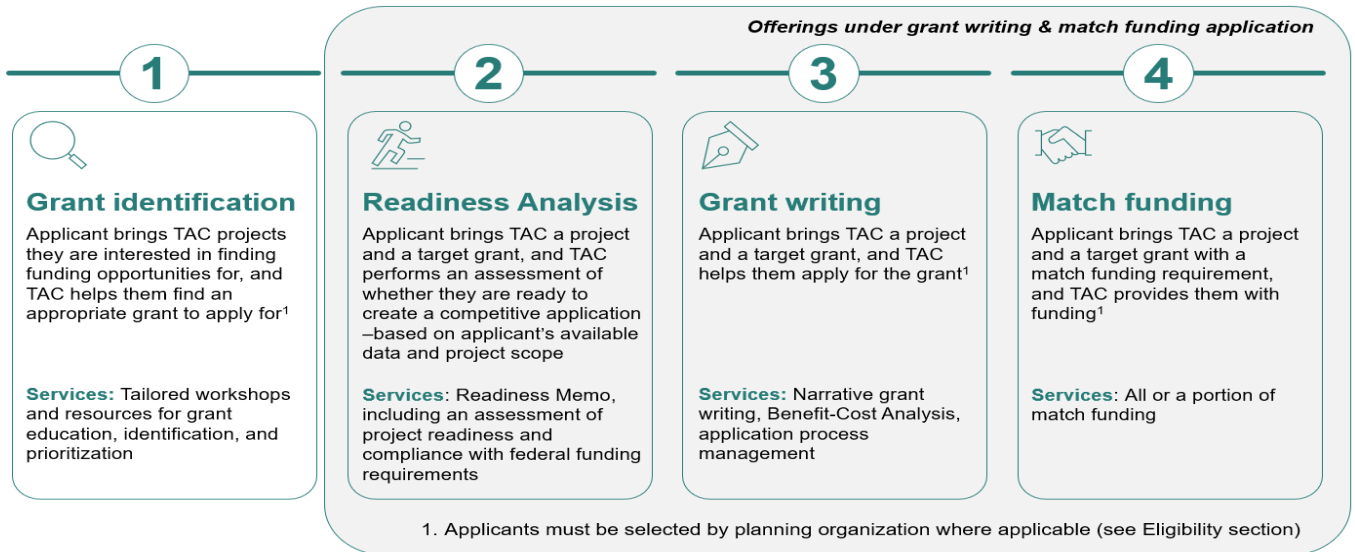 Offerings under grant writing & match funding application
1
2
3
4
Grant identification
Applicant brings TAC projects
they are interested in finding
funding opportunities for, and
TAC helps them find an
appropriate grant to apply for¹
Services: Tailored workshops
and resources for grant
education, identification, and
prioritization
Readiness Analysis
Applicant brings TAC a project
and a target grant, and TAC
performs an assessment of
whether they are ready to
create a competitive application
–based on applicant's available
data and project scope
Services: Readiness Memo,
including an assessment of
project readiness and
compliance with federal funding
requirements
Grant writing
Applicant brings TAC a project
and a target grant, and TAC
helps them apply for the grant¹
Services: Narrative grant
writing, Benefit-Cost Analysis,
application process
management
Match funding
Applicant brings TAC a project
and a target grant with a
match funding requirement,
and TAC provides them with
funding¹
Services: All or a portion of
match funding
1. Applicants must be selected by planning organization where applicable (see Eligibility section)